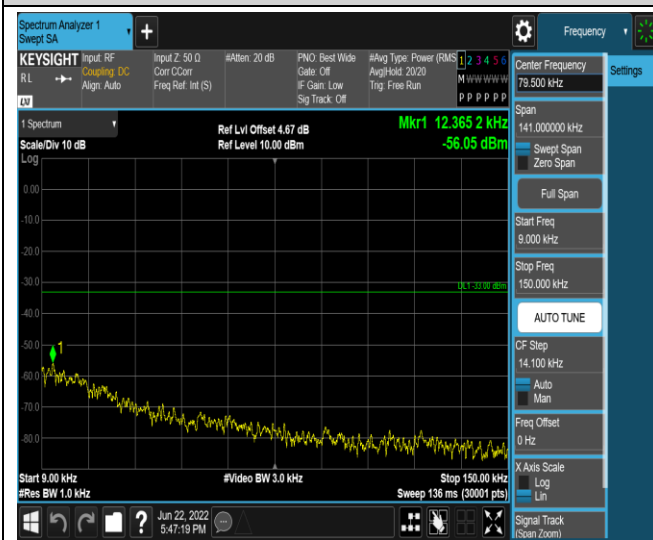 Spectrum Analyzer 1
Swept SA
+
Frequency
KEYSIGHT
RL
LXI
Input: RF
Coupling: DC
Align: Auto
Input Z: 50 Ω
Corr CCorr
Freq Ref: Int (S)
#Atten: 20 dB
PNO: Best Wide
Gate: Off
IF Gain: Low
Sig Track: Off
#Avg Type: Power (RMS
Avg|Hold: 20/20
Trig: Free Run
1 2 3 4 5 6
M W W W W W
P P P P P P
1 Spectrum
Scale/Div 10 dB
Log
Ref Lvl Offset 4.67 dB
Ref Level 10.00 dBm
Mkr1 12.365 2 kHz
-56.05 dBm
0.00
-10.0
-20.0
-30.0
DL1 -33.00 dBm
-40.0
-50.0
1
-60.0
-70.0
-80.0
Start 9.00 kHz
#Video BW 3.0 kHz
Stop 150.00 kHz
#Res BW 1.0 kHz
Sweep 136 ms (30001 pts)
?
Jun 22, 2022
5:47:19 PM
Center Frequency
79.500 kHz
Settings
Span
141.000000 kHz
Swept Span
Zero Span
Full Span
Start Freq
9.000 kHz
Stop Freq
150.000 kHz
AUTO TUNE
CF Step
14.100 kHz
Auto
Man
Freq Offset
0 Hz
X Axis Scale
Log
Lin
Signal Track
(Span Zoom)